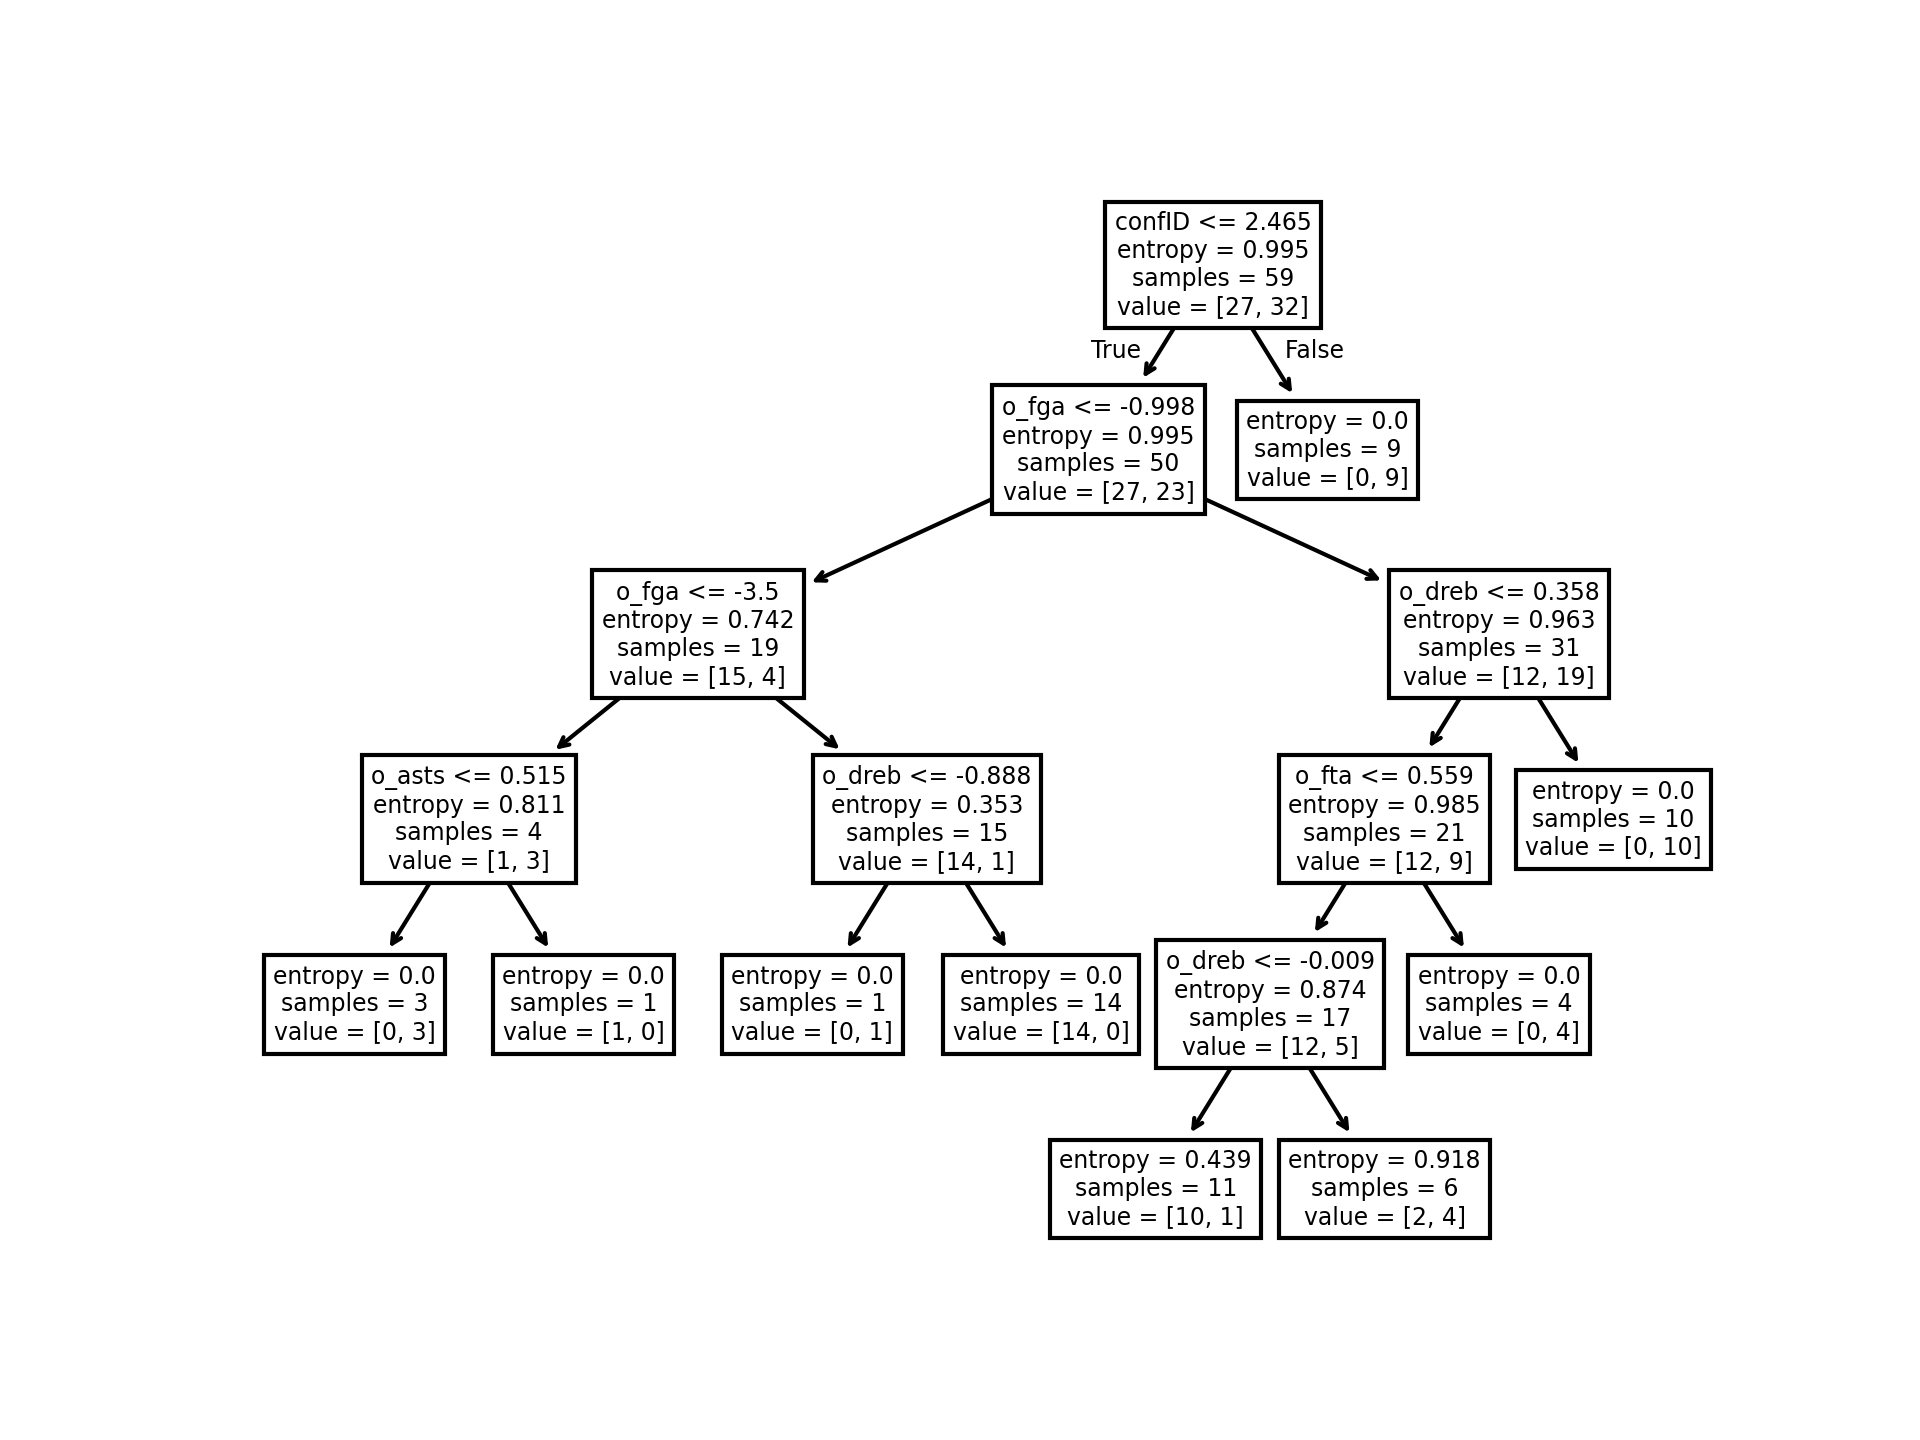 confID <= 2.465
entropy = 0.995
samples = 59
value = [27, 32]
True
False
o_fga <= -0.998
entropy = 0.995
samples = 50
value = [27, 23]
entropy = 0.0
samples = 9
value = [0, 9]
o_fga <= -3.5
entropy = 0.742
samples = 19
value = [15, 4]
o_dreb <= 0.358
entropy = 0.963
samples = 31
value = [12, 19]
o_asts <= 0.515
entropy = 0.811
samples = 4
value = [1, 3]
o_dreb <= -0.888
entropy = 0.353
samples = 15
value = [14, 1]
o_fta <= 0.559
entropy = 0.985
samples = 21
value = [12, 9]
entropy = 0.0
samples = 10
value = [0, 10]
entropy = 0.0
samples = 3
value = [0, 3]
entropy = 0.0
samples = 1
value = [1, 0]
entropy = 0.0
samples = 1
value = [0, 1]
entropy = 0.0
samples = 14
value = [14, 0]
o_dreb <= -0.009
entropy = 0.874
samples = 17
value = [12, 5]
entropy = 0.0
samples = 4
value = [0, 4]
entropy = 0.439
samples = 11
value = [10, 1]
entropy = 0.918
samples = 6
value = [2, 4]